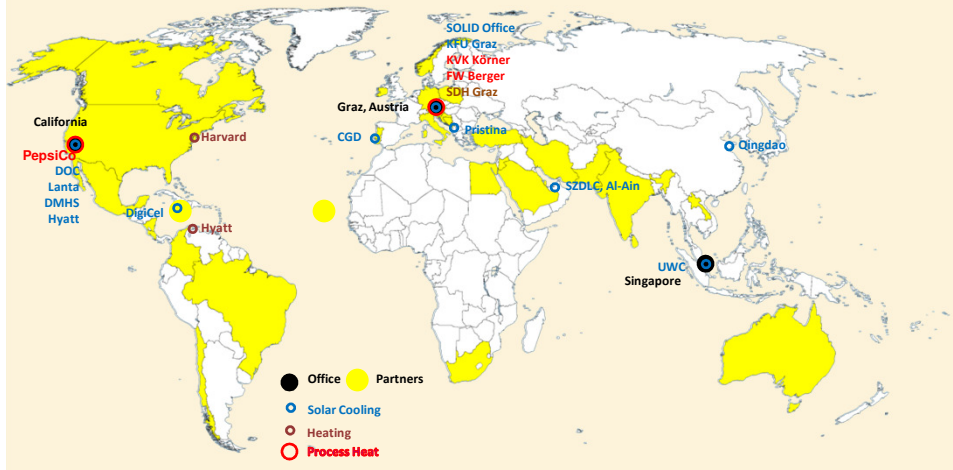 SOLID Office
KFU Graz
KVK Körner
FW Berger
SDH Graz
Graz, Austria
California
Harvard
CGD
Pristina
Qingdao
PepsiCo
DOC
Lanta
DMHS
Hyatt
SZDLC, Al-Ain
DigiCel
Hyatt
UWC
Singapore
Office
Partners
Solar Cooling
Heating
Process Heat